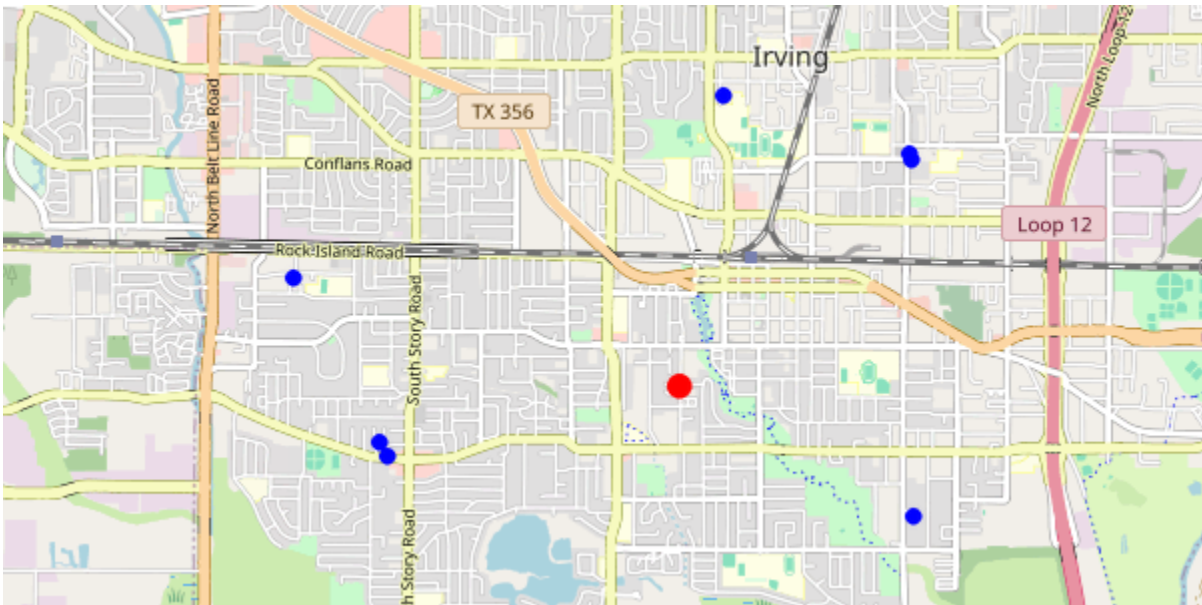 Irving
North Loop 12
TX 356
North Belt Line Road
Conflans Road
Loop 12
Rock Island Road
South Story Road
h Story Road